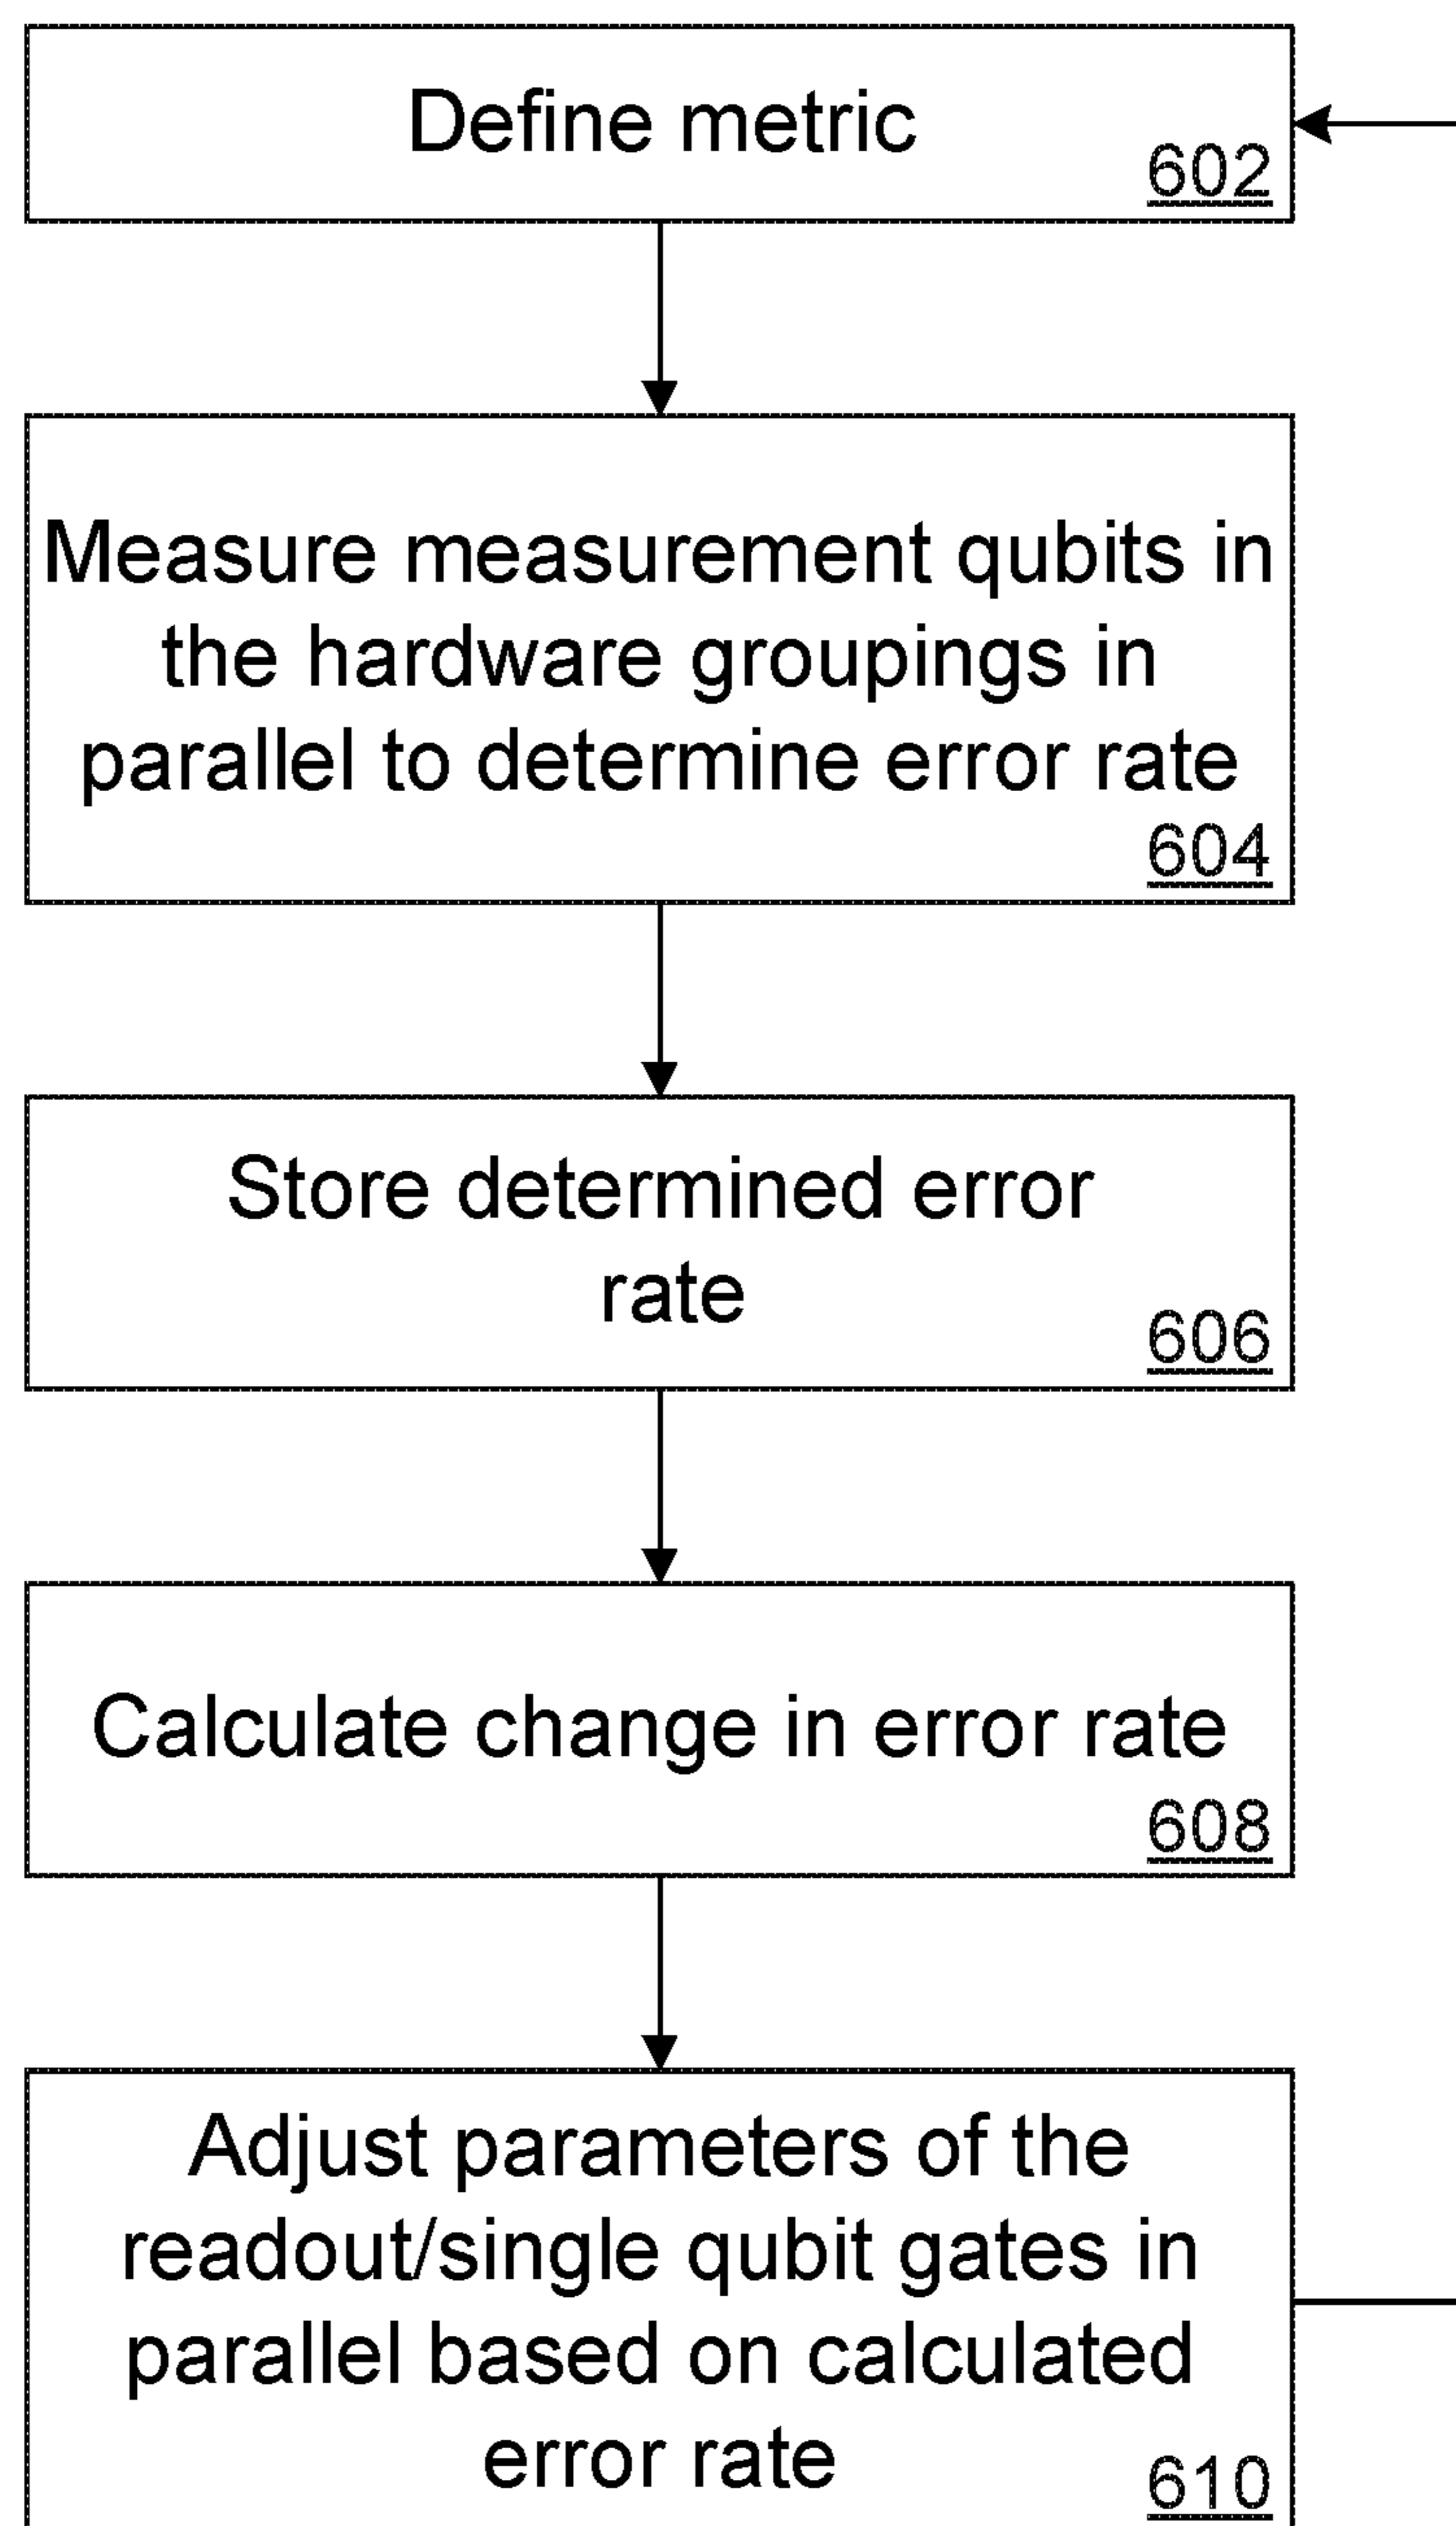 Define metric
602
Measure measurement qubits in
the hardware groupings in
parallel to determine error rate
604
Store determined error
rate
606
Calculate change in error rate
608
Adjust parameters of the
readout/single qubit gates in
parallel based on calculated
error rate
610